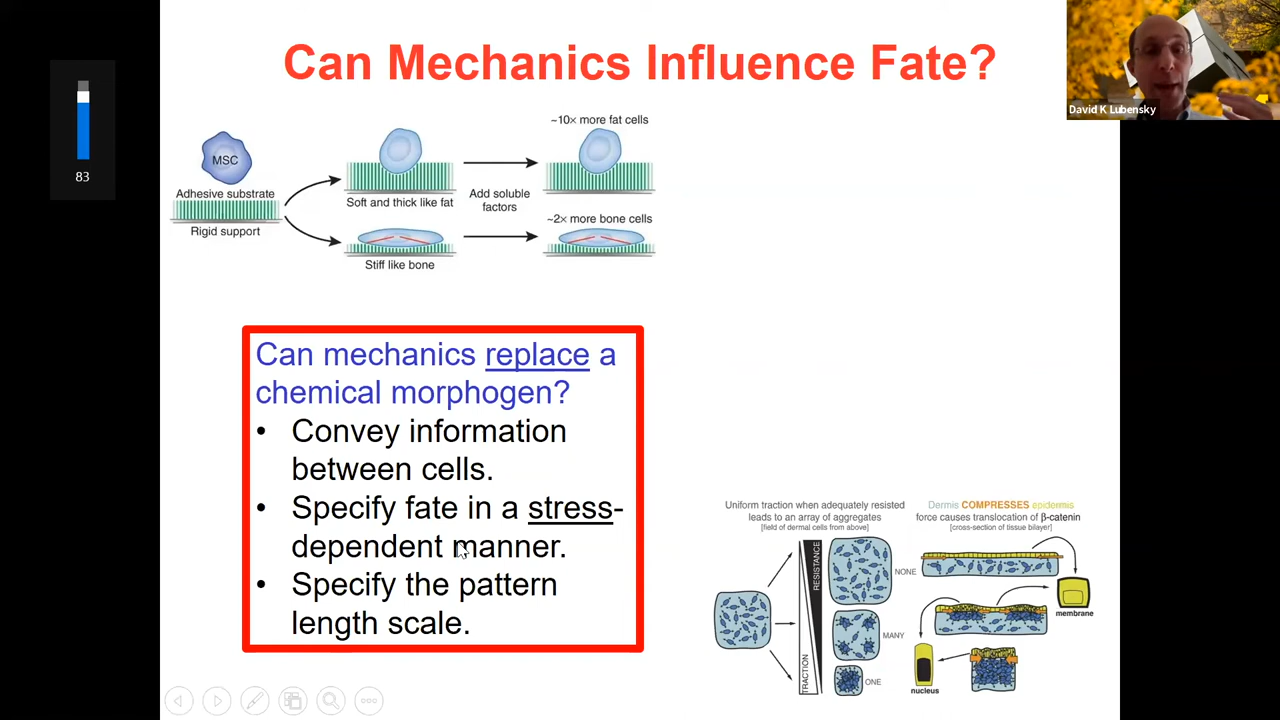 Can Mechanics Influence Fate?
David K Lubensky
83
MSC
Adhesive substrate
Rigid support
Soft and thick like fat
Stiff like bone
Add soluble
factors
~10× more fat cells
~2× more bone cells
Can mechanics replace a
chemical morphogen?
• Convey information
between cells.
• Specify fate in a stress-
dependent manner.
• Specify the pattern
length scale.
Uniform traction when adequately resisted
leads to an array of aggregates
[field of dermal cells from above]
RESISTANCE
TRACTION
NONE
MANY
ONE
Dermis COMPRESSES epidermis
force causes translocation of β-catenin
[cross-section of tissue bilayer]
membrane
nucleus